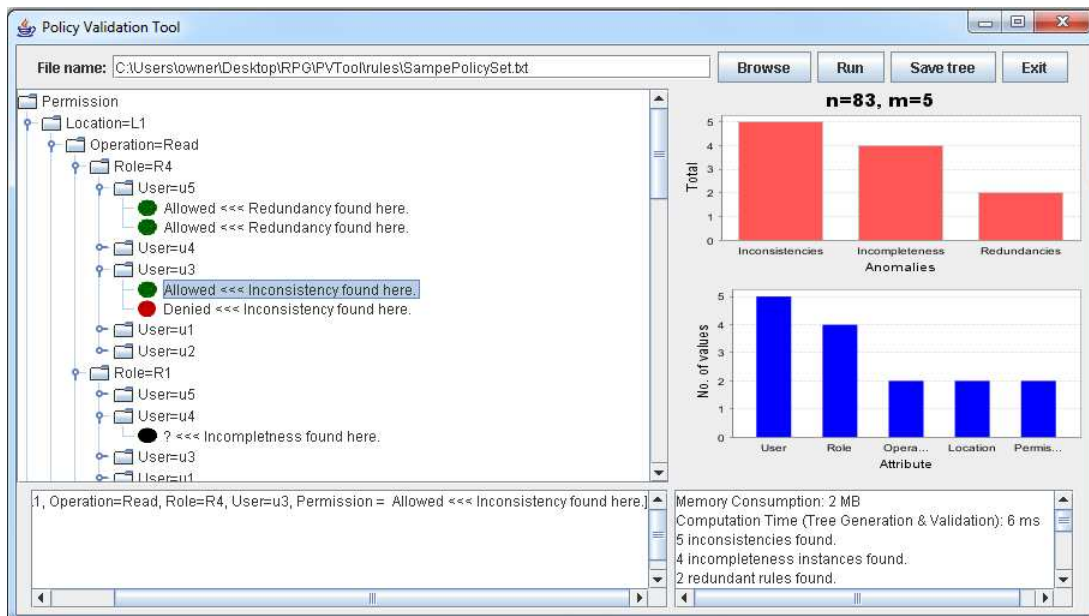 Policy Validation Tool
File name: C:\Users\owner\Desktop\RPG\PVTool\rules\SampePolicySet.txt Browse Run Save tree Exit
Permission
Location=L1
Operation=Read
Role=R4
User=u5
Allowed <<< Redundancy found here.
Allowed <<< Redundancy found here.
User=u4
User=u3
Allowed <<< Inconsistency found here.
Denied <<< Inconsistency found here.
User=u1
User=u2
Role=R1
User=u5
User=u4
? <<< Incompletness found here.
User=u3
User=u1
n=83, m=5
Total
5
4
3
2
1
0
Inconsistencies Incompleteness Redundancies
Anomalies
No. of values
5
4
3
2
1
0
User Role Opera... Location Permis...
Attribute
.1, Operation=Read, Role=R4, User=u3, Permission = Allowed <<< Inconsistency found here.]
Memory Consumption: 2 MB
Computation Time (Tree Generation & Validation): 6 ms
5 inconsistencies found.
4 incompleteness instances found.
2 redundant rules found.